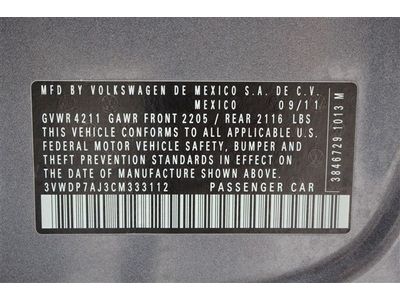 MFD BY VOLKSWAGEN DE MEXICO S.A. DE C.V.
MEXICO 09/11
GVWR 4211 GAWR FRONT 2205 / REAR 2116 LBS
THIS VEHICLE CONFORMS TO ALL APPLICABLE U.S.
FEDERAL MOTOR VEHICLE SAFETY, BUMPER AND
THEFT PREVENTION STANDARDS IN EFFECT ON
THE DATE OF MANUFACTURE SHOWN ABOVE.
3VWDP7AJ3CM333112 PASSENGER CAR
3846729 1013 M